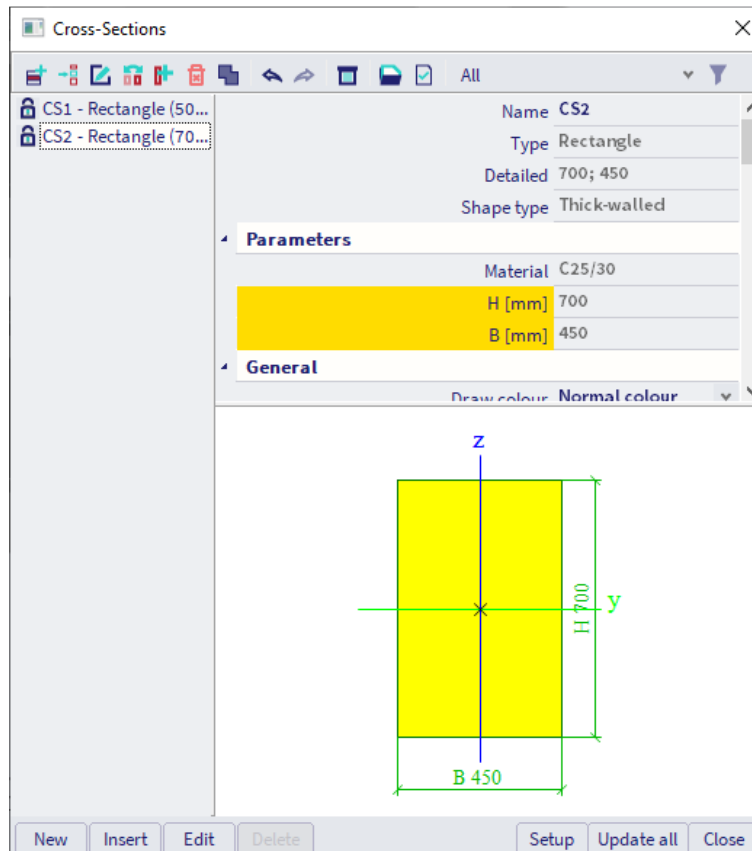 Cross-Sections
All
CS1 - Rectangle (50...
CS2 - Rectangle (70...
Name CS2
Type Rectangle
Detailed 700; 450
Shape type Thick-walled
Parameters
Material C25/30
H [mm] 700
B [mm] 450
General
Draw colour Normal colour
z
y
H 700
B 450
New Insert Edit Delete Setup Update all Close